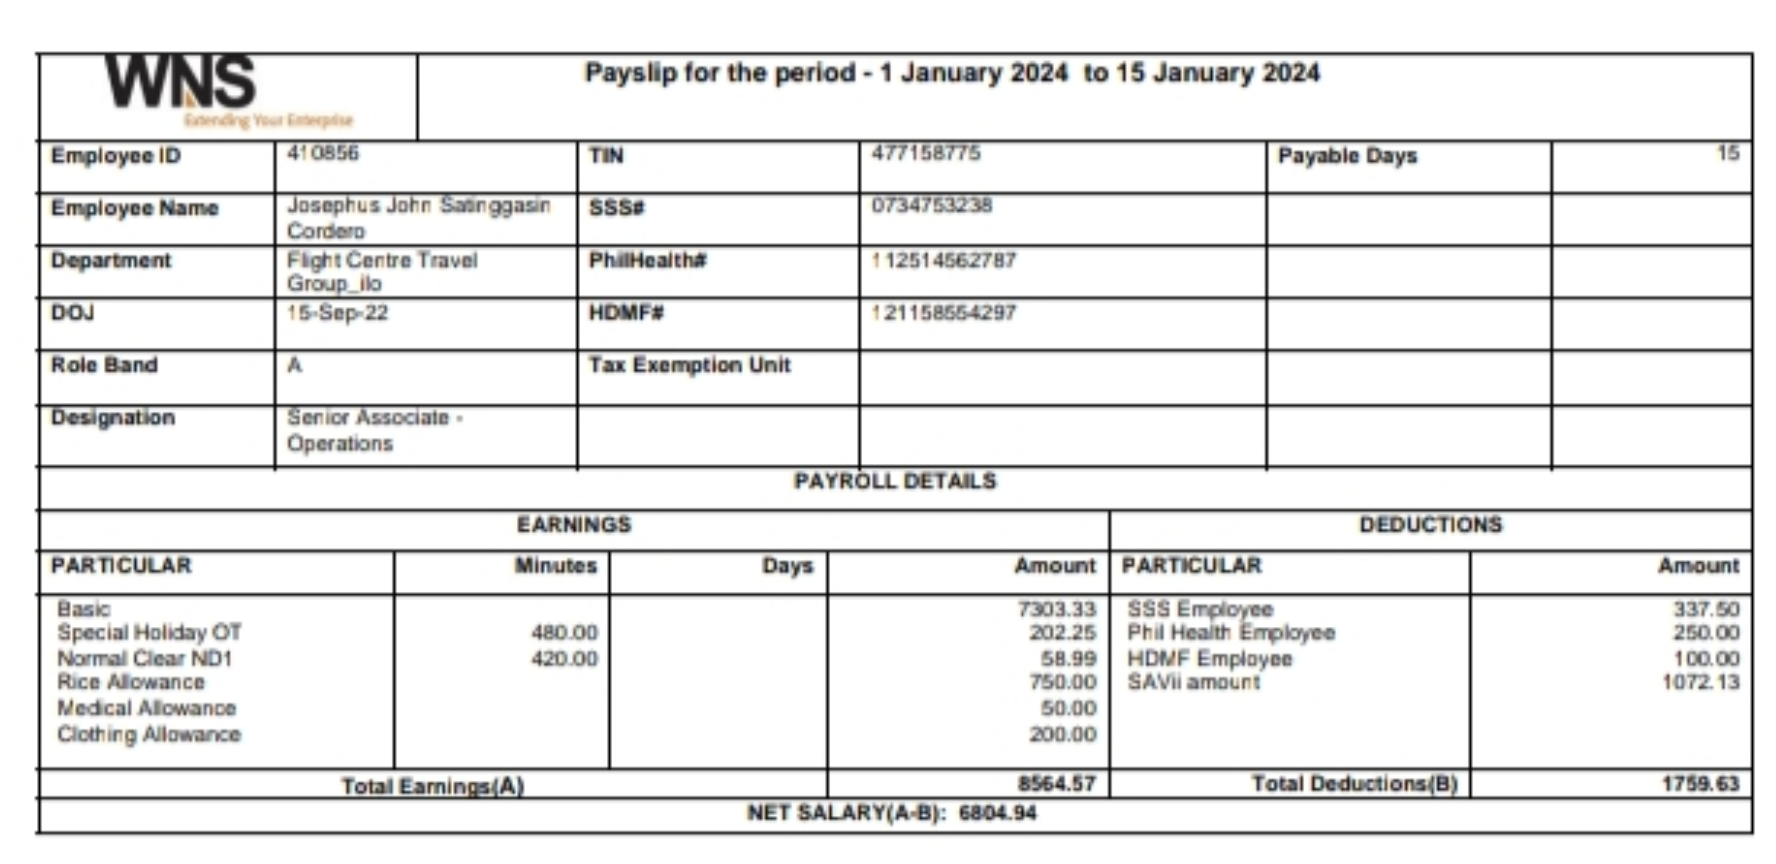 WNS
Extending Your Enterprise
Payslip for the period - 1 January 2024 to 15 January 2024
Employee ID 410856 TIN 477158775 Payable Days 15
Employee Name Josephus John Satinggasin SSS# 0734753238
Cordero
Department Flight Centre Travel PhilHealth# 112514562787
Group_ilo
DOJ 15-Sep-22 HDMF# 121158554297
Role Band A Tax Exemption Unit
Designation Senior Associate -
Operations
PAYROLL DETAILS
EARNINGS DEDUCTIONS
PARTICULAR Minutes Days Amount PARTICULAR Amount
Basic 7303.33 SSS Employee 337.50
Special Holiday OT 480.00 202.25 Phil Health Employee 250.00
Normal Clear ND1 420.00 58.99 HDMF Employee 100.00
Rice Allowance 750.00 SAVii amount 1072.13
Medical Allowance 50.00
Clothing Allowance 200.00
Total Earnings(A) 8564.57 Total Deductions(B) 1759.63
NET SALARY(A-B): 6804.94